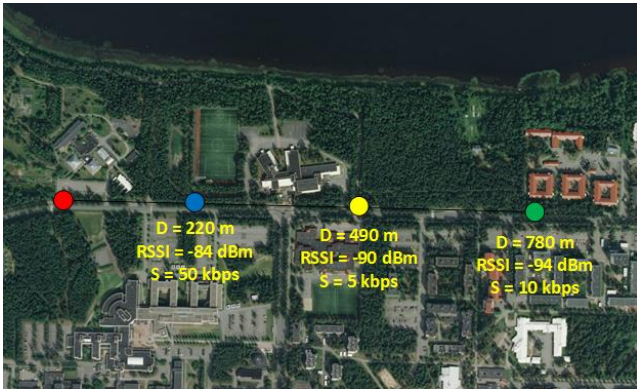 D = 220 m
RSSI = -84 dBm
S = 50 kbps
D = 490 m
RSSI = -90 dBm
S = 5 kbps
D = 780 m
RSSI = -94 dBm
S = 10 kbps